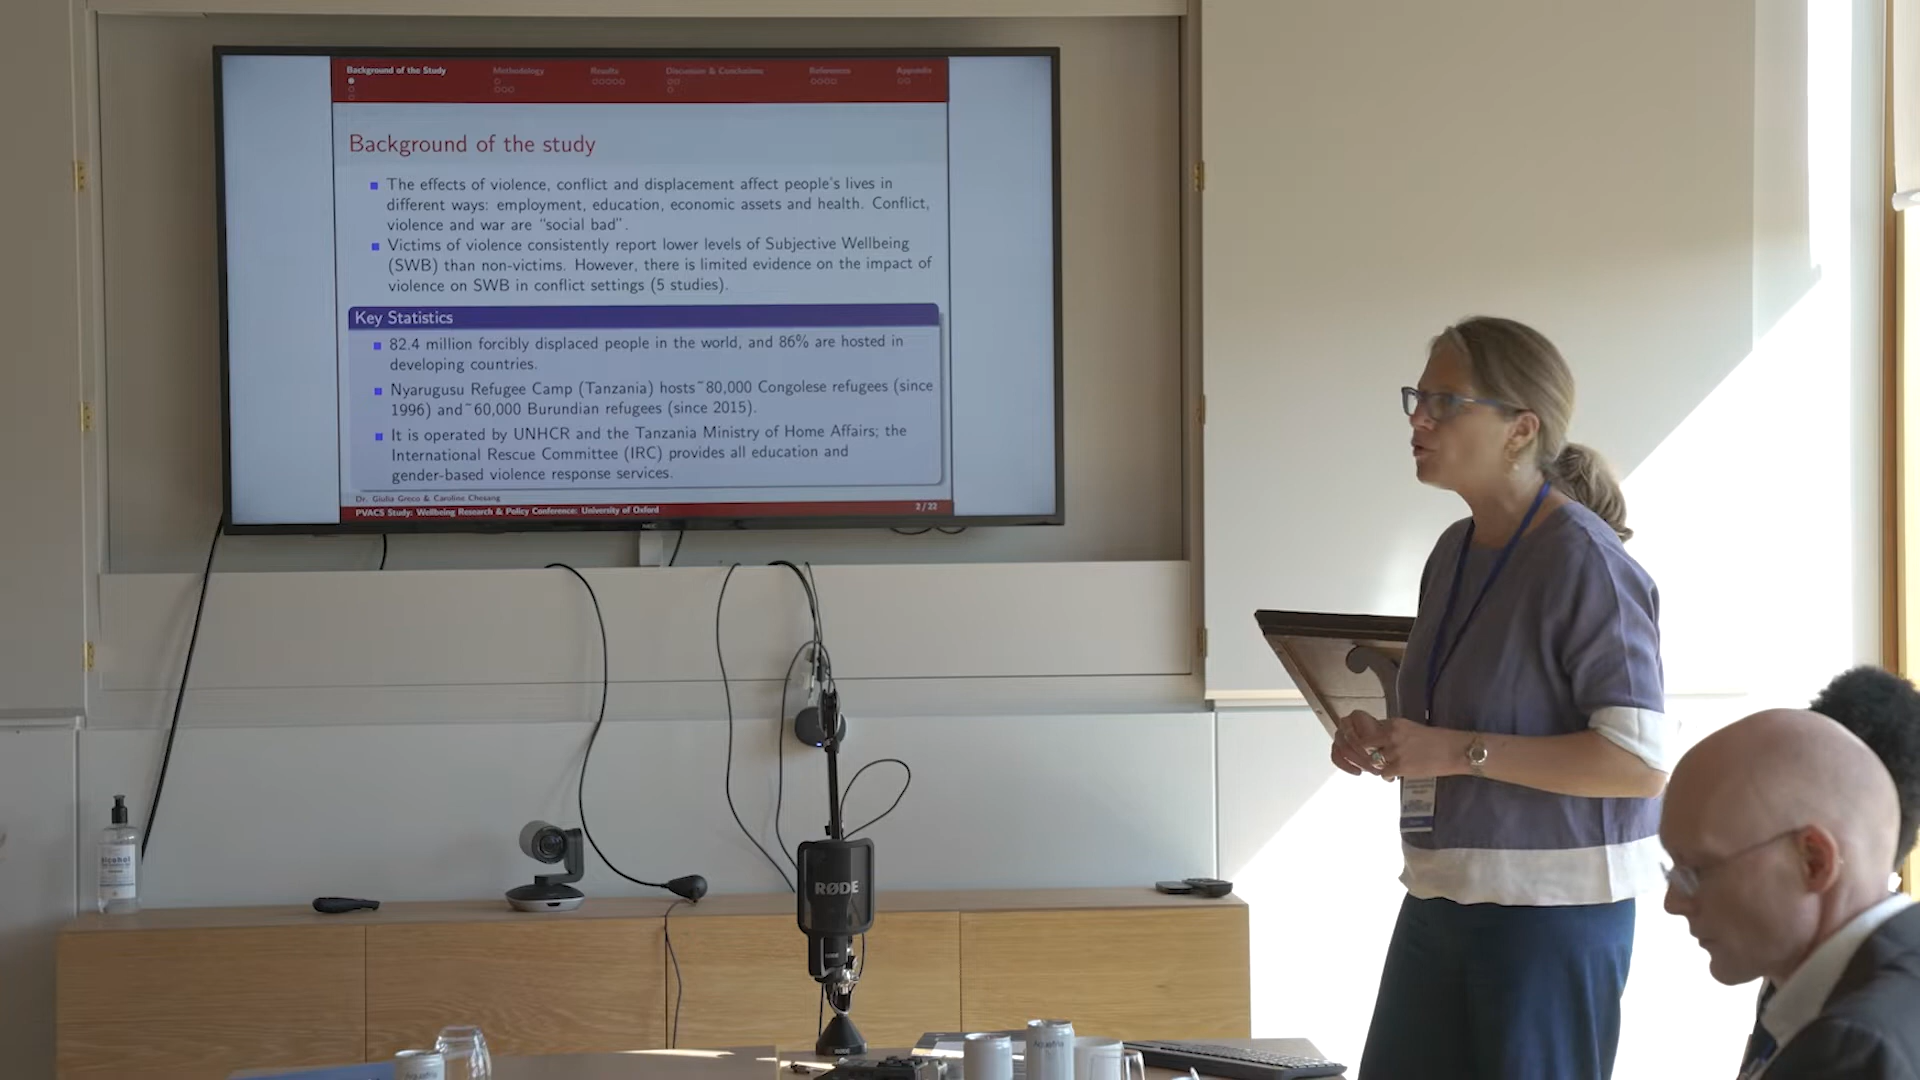 Background of the Study
Methodology
Results
Discussion & Conclusions
References
Appendix
Background of the study
The effects of violence, conflict and displacement affect people's lives in
different ways: employment, education, economic assets and health. Conflict,
violence and war are "social bad".
Victims of violence consistently report lower levels of Subjective Wellbeing
(SWB) than non-victims. However, there is limited evidence on the impact of
violence on SWB in conflict settings (5 studies).
Key Statistics
82.4 million forcibly displaced people in the world, and 86% are hosted in
developing countries.
Nyarugusu Refugee Camp (Tanzania) hosts ~80,000 Congolese refugees (since
1996) and ~60,000 Burundian refugees (since 2015).
It is operated by UNHCR and the Tanzania Ministry of Home Affairs; the
International Rescue Committee (IRC) provides all education and
gender-based violence response services.
Dr. Giulia Greco & Caroline Chesang
PVACS Study: Wellbeing Research & Policy Conference: University of Oxford
2 / 22
NEC
Alcohol
RØDE
RØDE